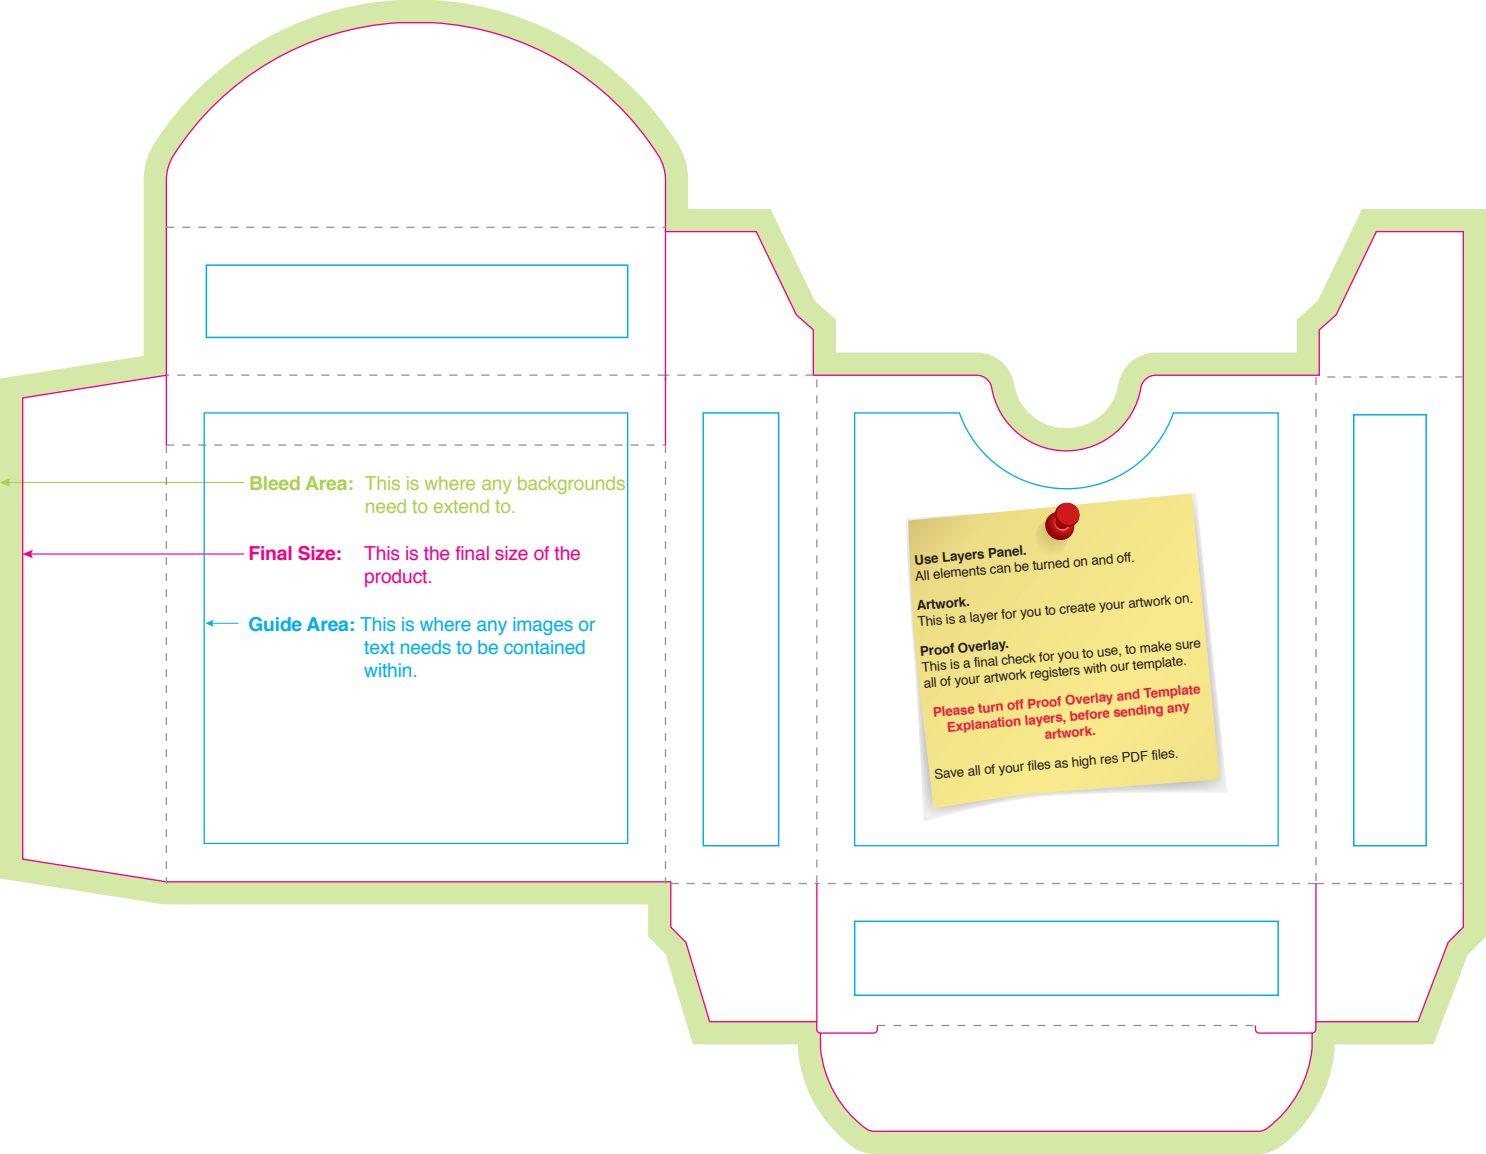 Bleed Area: This is where any backgrounds
need to extend to.
Final Size: This is the final size of the
product.
Guide Area: This is where any images or
text needs to be contained
within.
Use Layers Panel.
All elements can be turned on and off.
Artwork.
This is a layer for you to create your artwork on.
Proof Overlay.
This is a final check for you to use, to make sure
all of your artwork registers with our template.
Please turn off Proof Overlay and Template
Explanation layers, before sending any
artwork.
Save all of your files as high res PDF files.